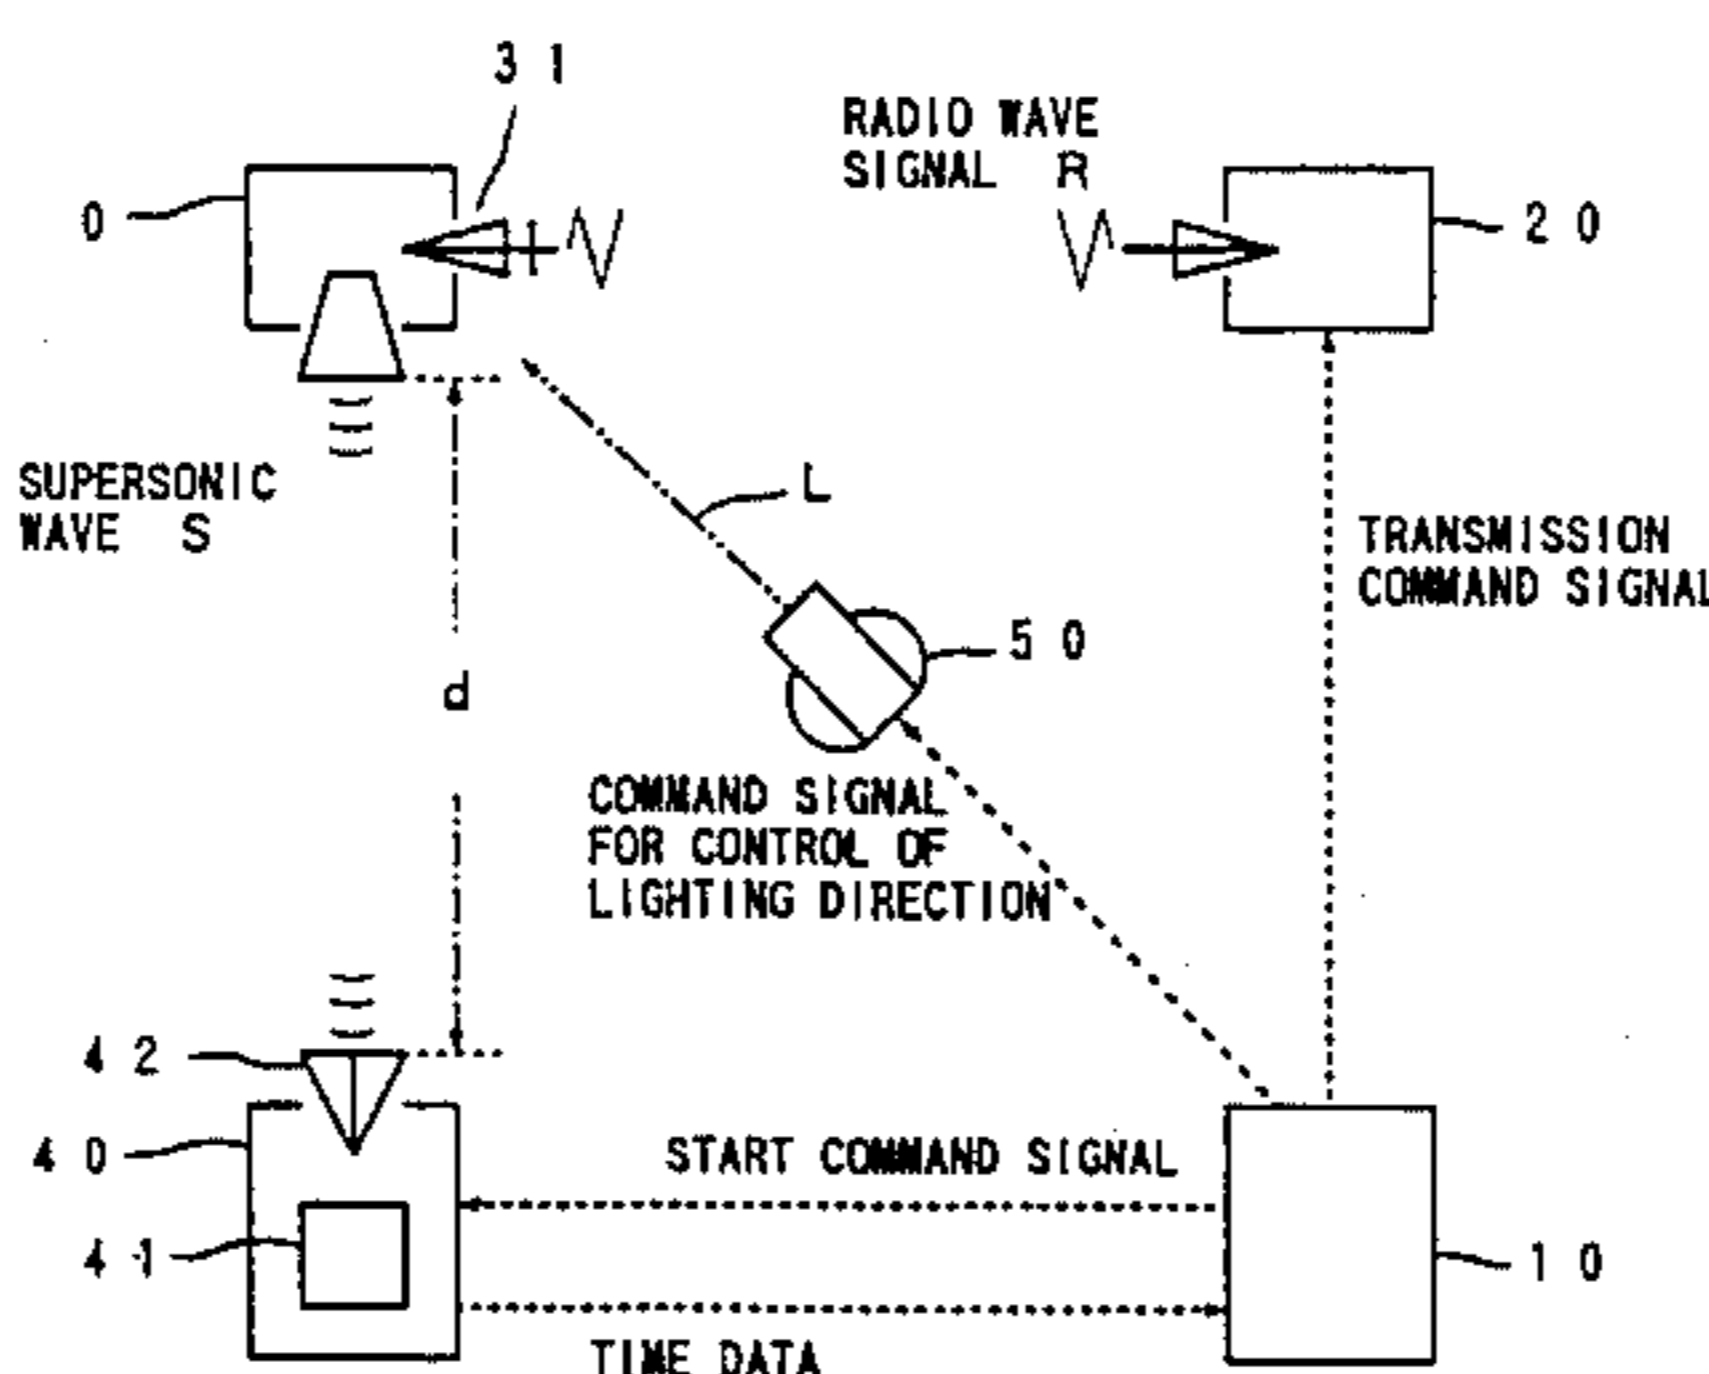 3 1
RADIO WAVE
SIGNAL R
0
2 0
SUPERSONIC
WAVE S
L
TRANSMISSION
COMMAND SIGNAL
5 0
d
COMMAND SIGNAL
FOR CONTROL OF
LIGHTING DIRECTION
4 2
4 0
START COMMAND SIGNAL
4 1
1 0
TIME DATA